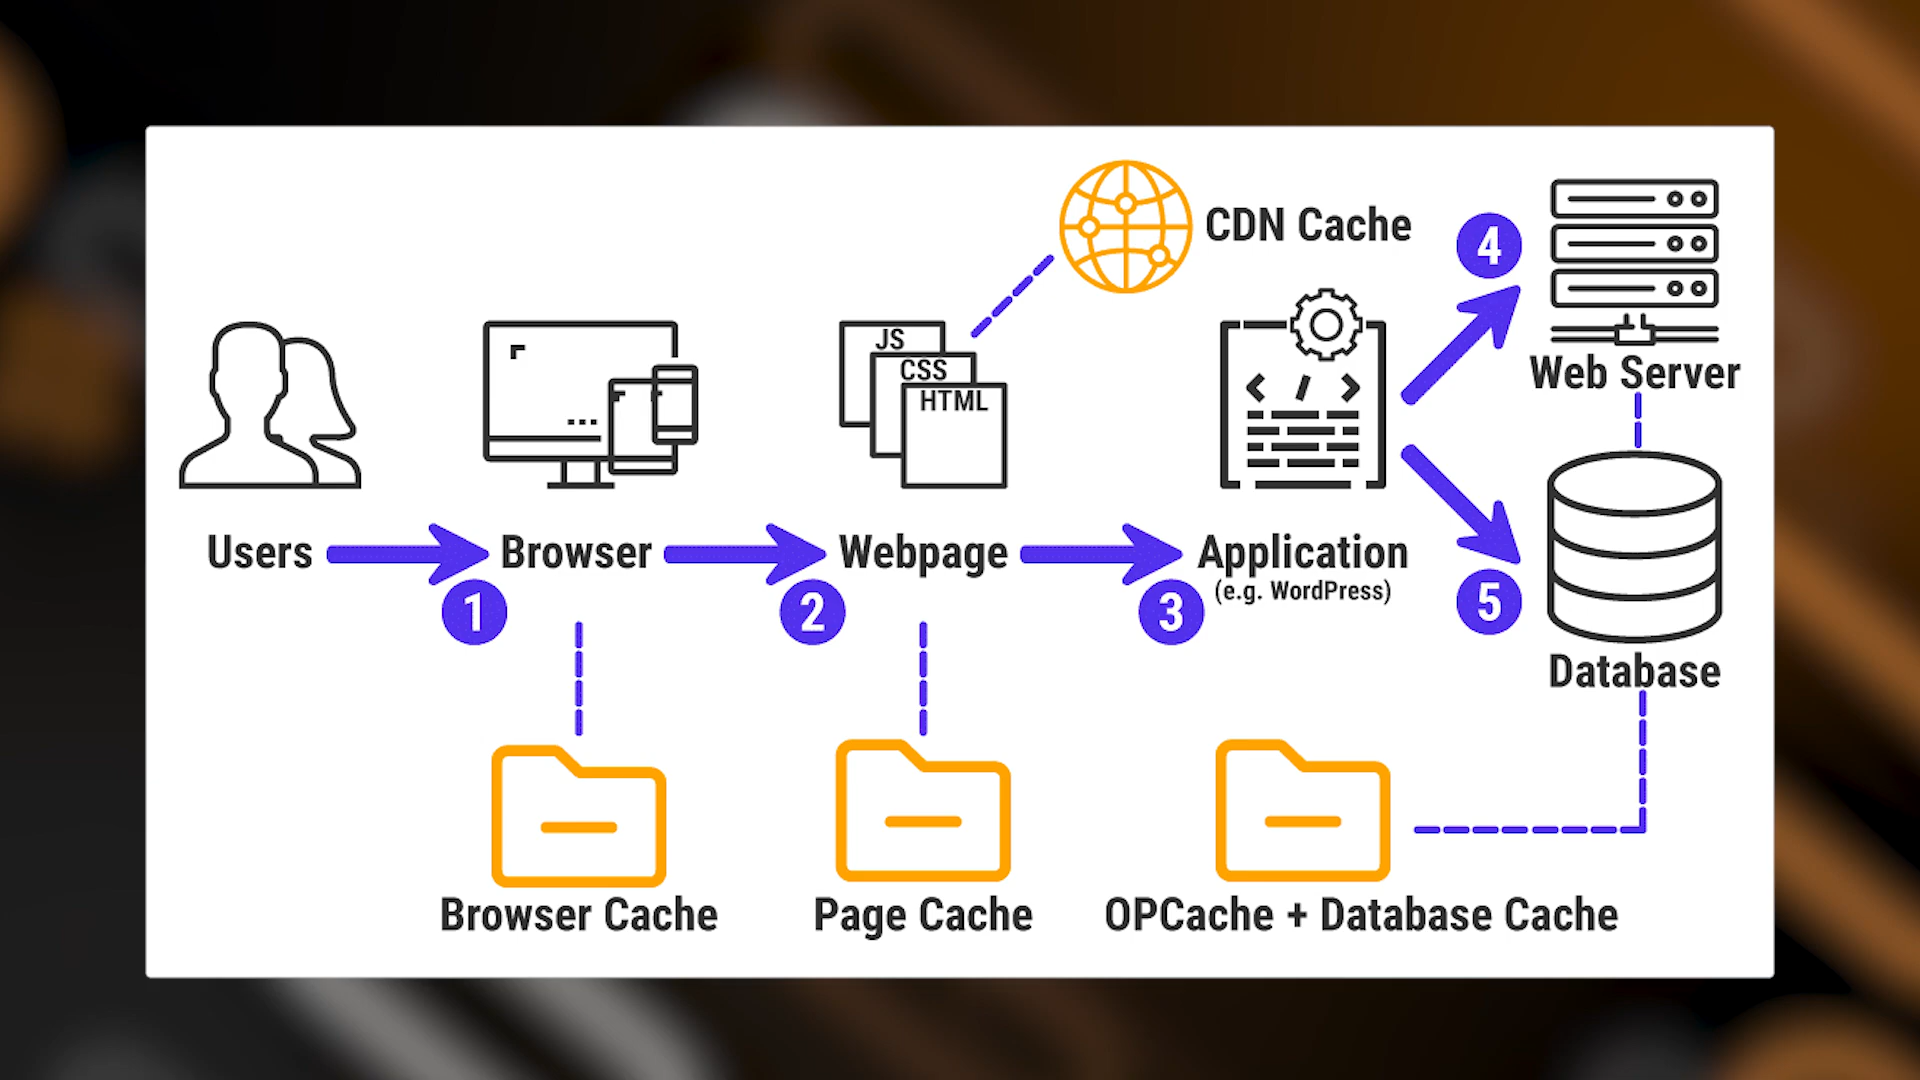 CDN Cache
4
JS
CSS
HTML
Web Server
Users
Browser
Webpage
Application
(e.g. WordPress)
1
2
3
5
Database
Browser Cache
Page Cache
OPCache + Database Cache